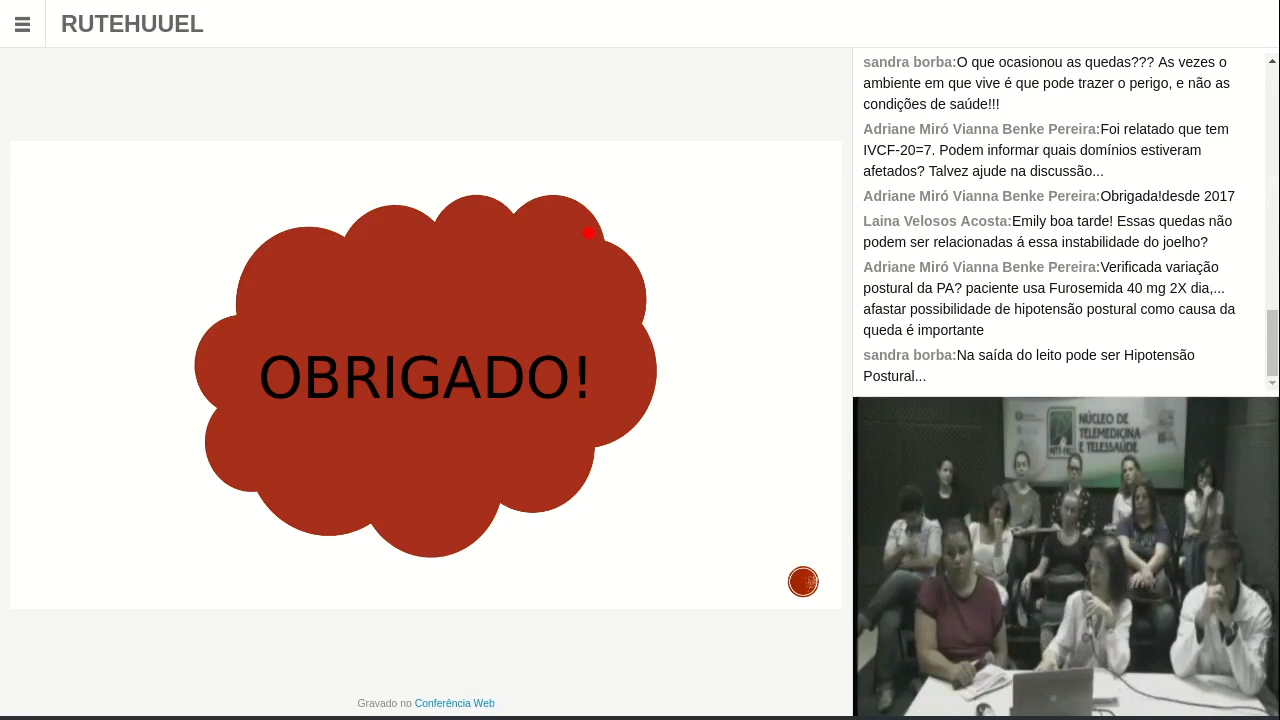 RUTEHUUEL
sandra borba:O que ocasionou as quedas??? As vezes o
ambiente em que vive é que pode trazer o perigo, e não as
condições de saúde!!!
Adriane Miró Vianna Benke Pereira:Foi relatado que tem
IVCF-20=7. Podem informar quais domínios estiveram
afetados? Talvez ajude na discussão...
Adriane Miró Vianna Benke Pereira:Obrigada!desde 2017
Laina Velosos Acosta:Emily boa tarde! Essas quedas não
podem ser relacionadas á essa instabilidade do joelho?
Adriane Miró Vianna Benke Pereira:Verificada variação
postural da PA? paciente usa Furosemida 40 mg 2X dia,...
afastar possibilidade de hipotensão postural como causa da
queda é importante
sandra borba:Na saída do leito pode ser Hipotensão
Postural...
OBRIGADO!
NÚCLEO DE
TELEMEDICINA
E TELESSAÚDE
Gravado no Conferência Web